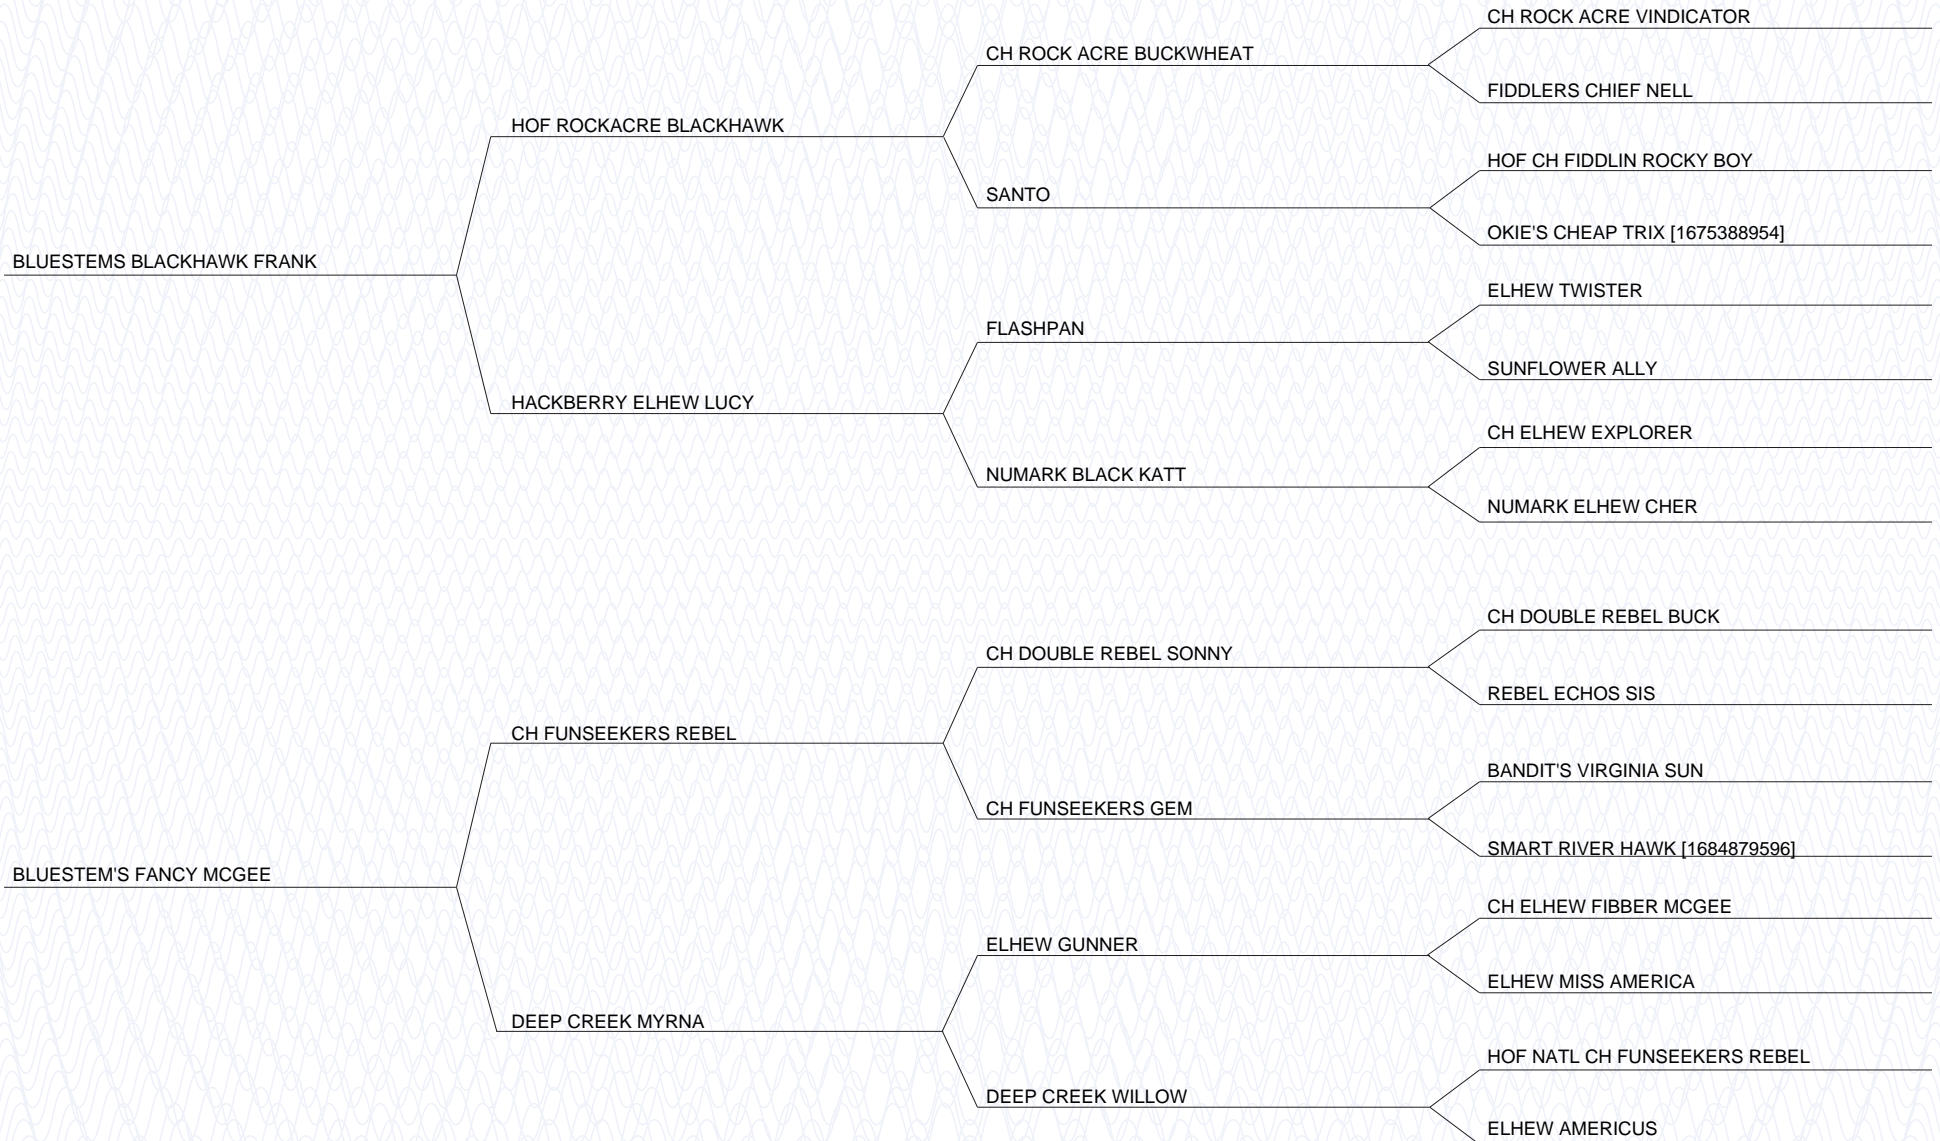 BLUESTEMS BLACKHAWK FRANK
HOF ROCKACRE BLACKHAWK
CH ROCK ACRE BUCKWHEAT
CH ROCK ACRE VINDICATOR
FIDDLERS CHIEF NELL
SANTO
HOF CH FIDDLIN ROCKY BOY
OKIE'S CHEAP TRIX [1675388954]
HACKBERRY ELHEW LUCY
FLASHPAN
ELHEW TWISTER
SUNFLOWER ALLY
NUMARK BLACK KATT
CH ELHEW EXPLORER
NUMARK ELHEW CHER
BLUESTEM'S FANCY MCGEE
CH FUNSEEKERS REBEL
CH DOUBLE REBEL SONNY
CH DOUBLE REBEL BUCK
REBEL ECHOS SIS
CH FUNSEEKERS GEM
BANDIT'S VIRGINIA SUN
SMART RIVER HAWK [1684879596]
DEEP CREEK MYRNA
ELHEW GUNNER
CH ELHEW FIBBER MCGEE
ELHEW MISS AMERICA
DEEP CREEK WILLOW
HOF NATL CH FUNSEEKERS REBEL
ELHEW AMERICUS